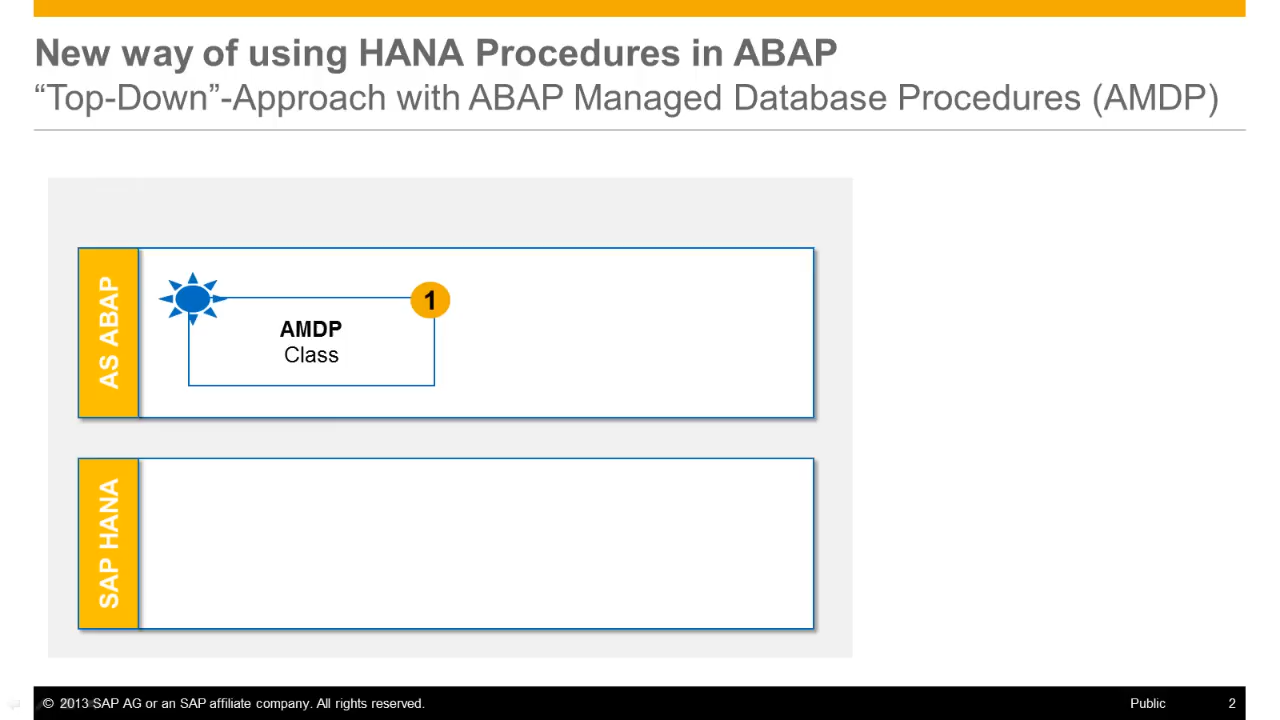 New way of using HANA Procedures in ABAP
“Top-Down”-Approach with ABAP Managed Database Procedures (AMDP)
AS ABAP
1
AMDP
Class
SAP HANA
© 2013 SAP AG or an SAP affiliate company. All rights reserved.
Public
2